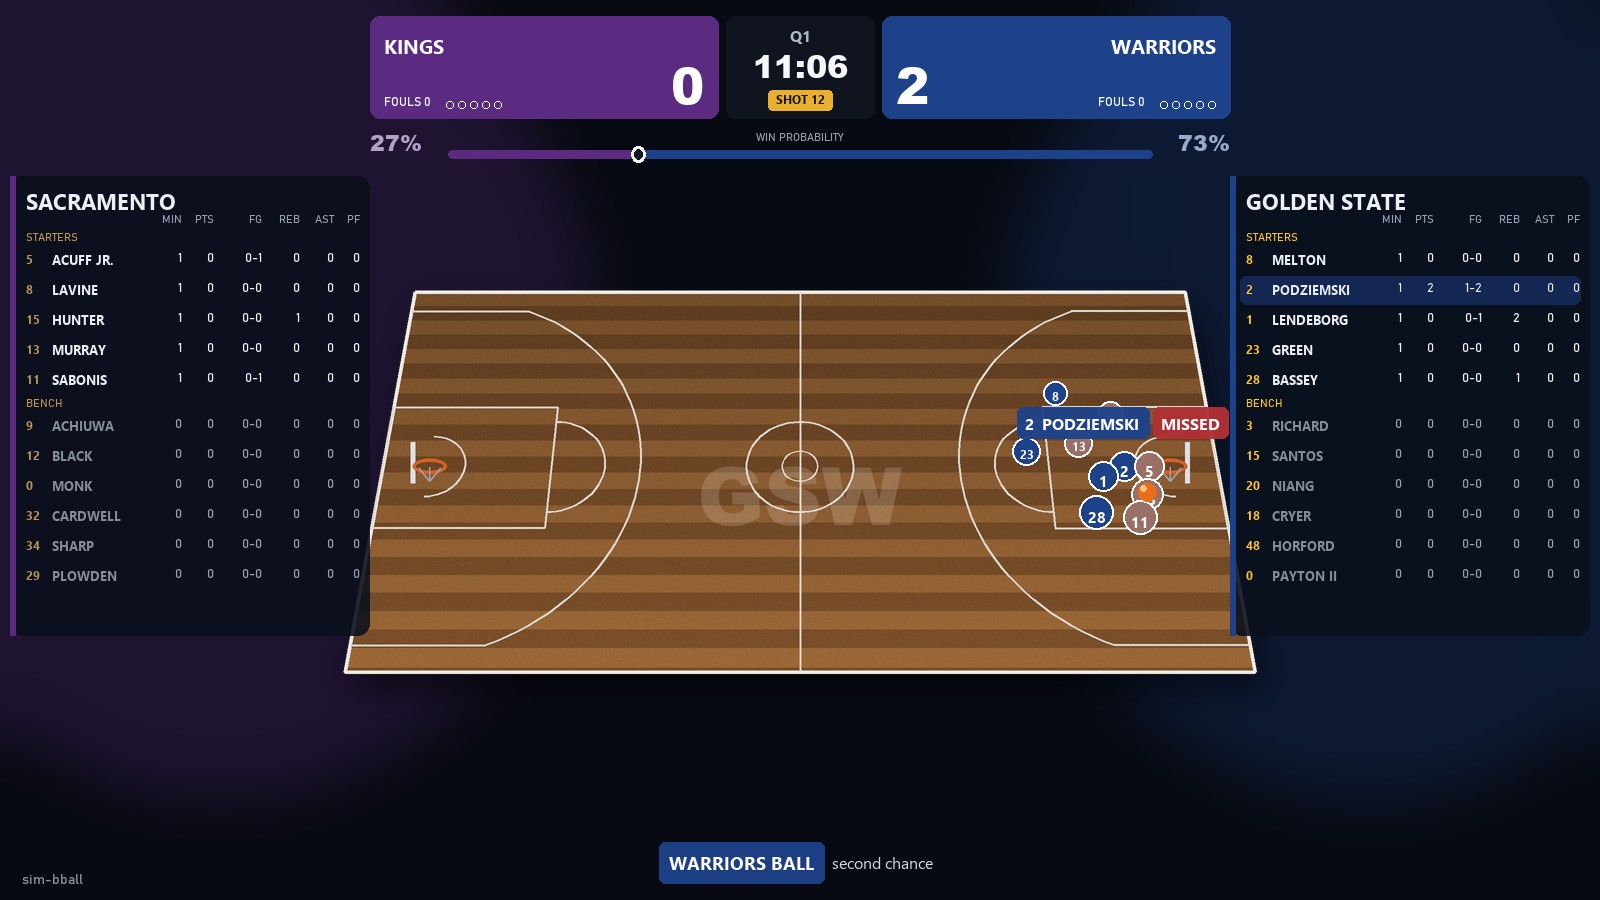 KINGS
0
FOULS 0
Q1
11:06
SHOT 12
WARRIORS
2
FOULS 0
27%
WIN PROBABILITY
73%
SACRAMENTO
MIN PTS FG REB AST PF
STARTERS
5 ACUFF JR. 1 0 0-1 0 0 0
8 LAVINE 1 0 0-0 0 0 0
15 HUNTER 1 0 0-0 1 0 0
13 MURRAY 1 0 0-0 0 0 0
11 SABONIS 1 0 0-1 0 0 0
BENCH
9 ACHIUWA 0 0 0-0 0 0 0
12 BLACK 0 0 0-0 0 0 0
0 MONK 0 0 0-0 0 0 0
32 CARDWELL 0 0 0-0 0 0 0
34 SHARP 0 0 0-0 0 0 0
29 PLOWDEN 0 0 0-0 0 0 0
GOLDEN STATE
MIN PTS FG REB AST PF
STARTERS
8 MELTON 1 0 0-0 0 0 0
2 PODZIEMSKI 1 2 1-2 0 0 0
1 LENDEBORG 1 0 0-1 2 0 0
23 GREEN 1 0 0-0 0 0 0
28 BASSEY 1 0 0-0 1 0 0
BENCH
3 RICHARD 0 0 0-0 0 0 0
15 SANTOS 0 0 0-0 0 0 0
20 NIANG 0 0 0-0 0 0 0
18 CRYER 0 0 0-0 0 0 0
48 HORFORD 0 0 0-0 0 0 0
0 PAYTON II 0 0 0-0 0 0 0
8
2 PODZIEMSKI MISSED
23
13
1
2
5
28
11
GSW
WARRIORS BALL second chance
sim-bball